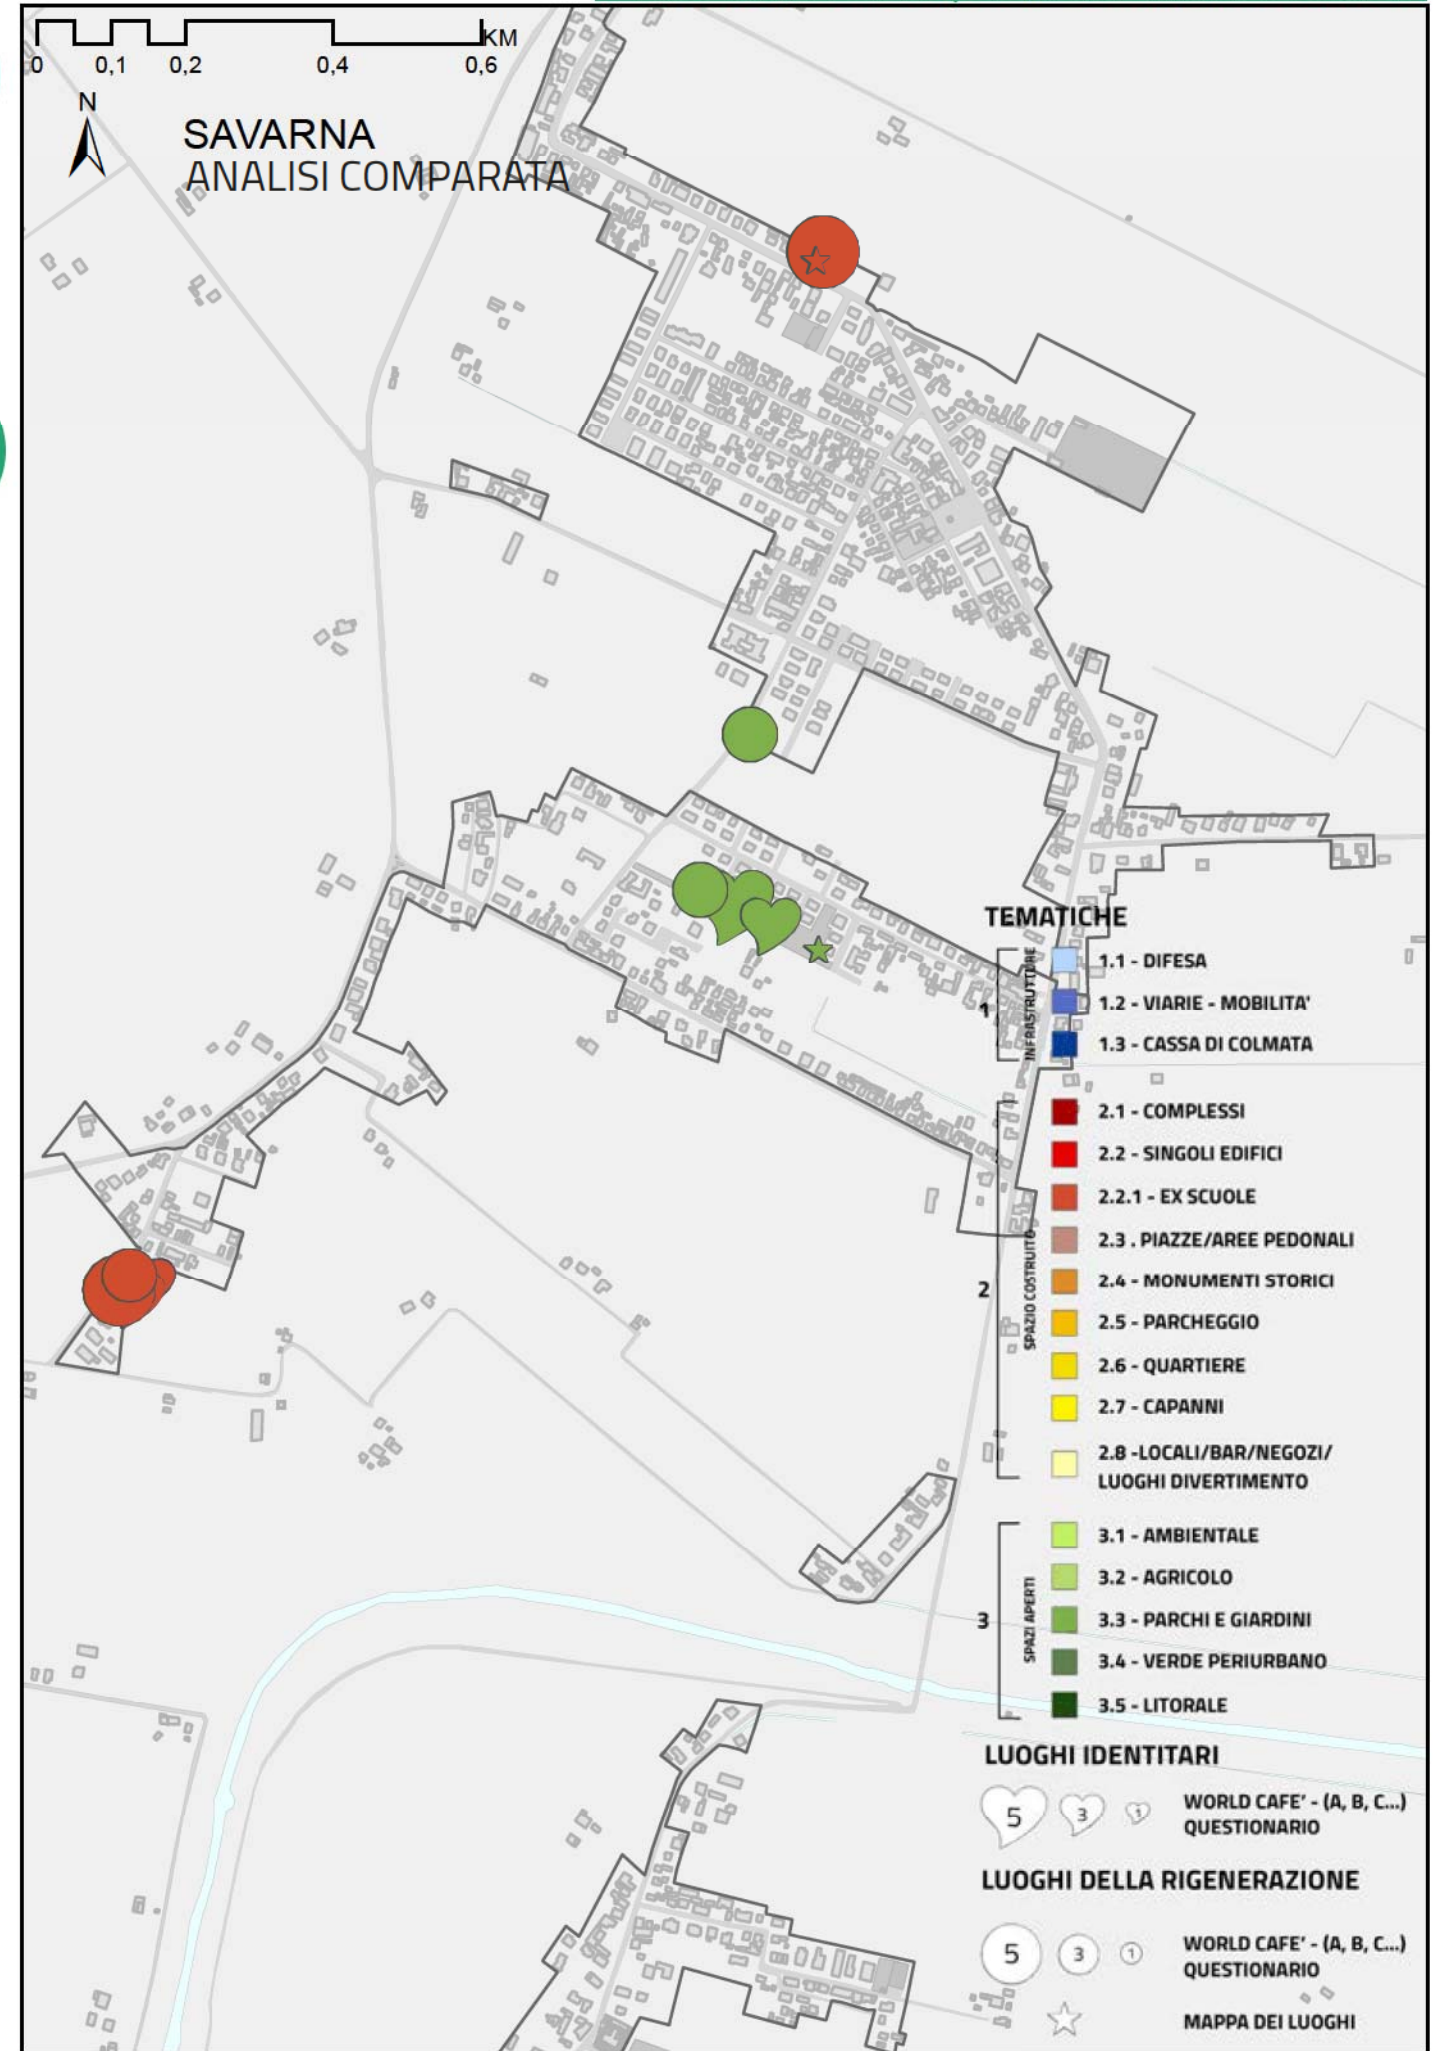 KM
0 0,1 0,2 0,4 0,6
N
SAVARNA
ANALISI COMPARATA
TEMATICHE
1
INFRASTRUTTURE
1.1 - DIFESA
1.2 - VIARIE - MOBILITA'
1.3 - CASSA DI COLMATA
2
SPAZIO COSTRUITO
2.1 - COMPLESSI
2.2 - SINGOLI EDIFICI
2.2.1 - EX SCUOLE
2.3 . PIAZZE/AREE PEDONALI
2.4 - MONUMENTI STORICI
2.5 - PARCHEGGIO
2.6 - QUARTIERE
2.7 - CAPANNI
2.8 -LOCALI/BAR/NEGOZI/
LUOGHI DIVERTIMENTO
3
SPAZI APERTI
3.1 - AMBIENTALE
3.2 - AGRICOLO
3.3 - PARCHI E GIARDINI
3.4 - VERDE PERIURBANO
3.5 - LITORALE
LUOGHI IDENTITARI
5 3 1 WORLD CAFE' - (A, B, C...)
QUESTIONARIO
LUOGHI DELLA RIGENERAZIONE
5 3 1 WORLD CAFE' - (A, B, C...)
QUESTIONARIO
MAPPA DEI LUOGHI